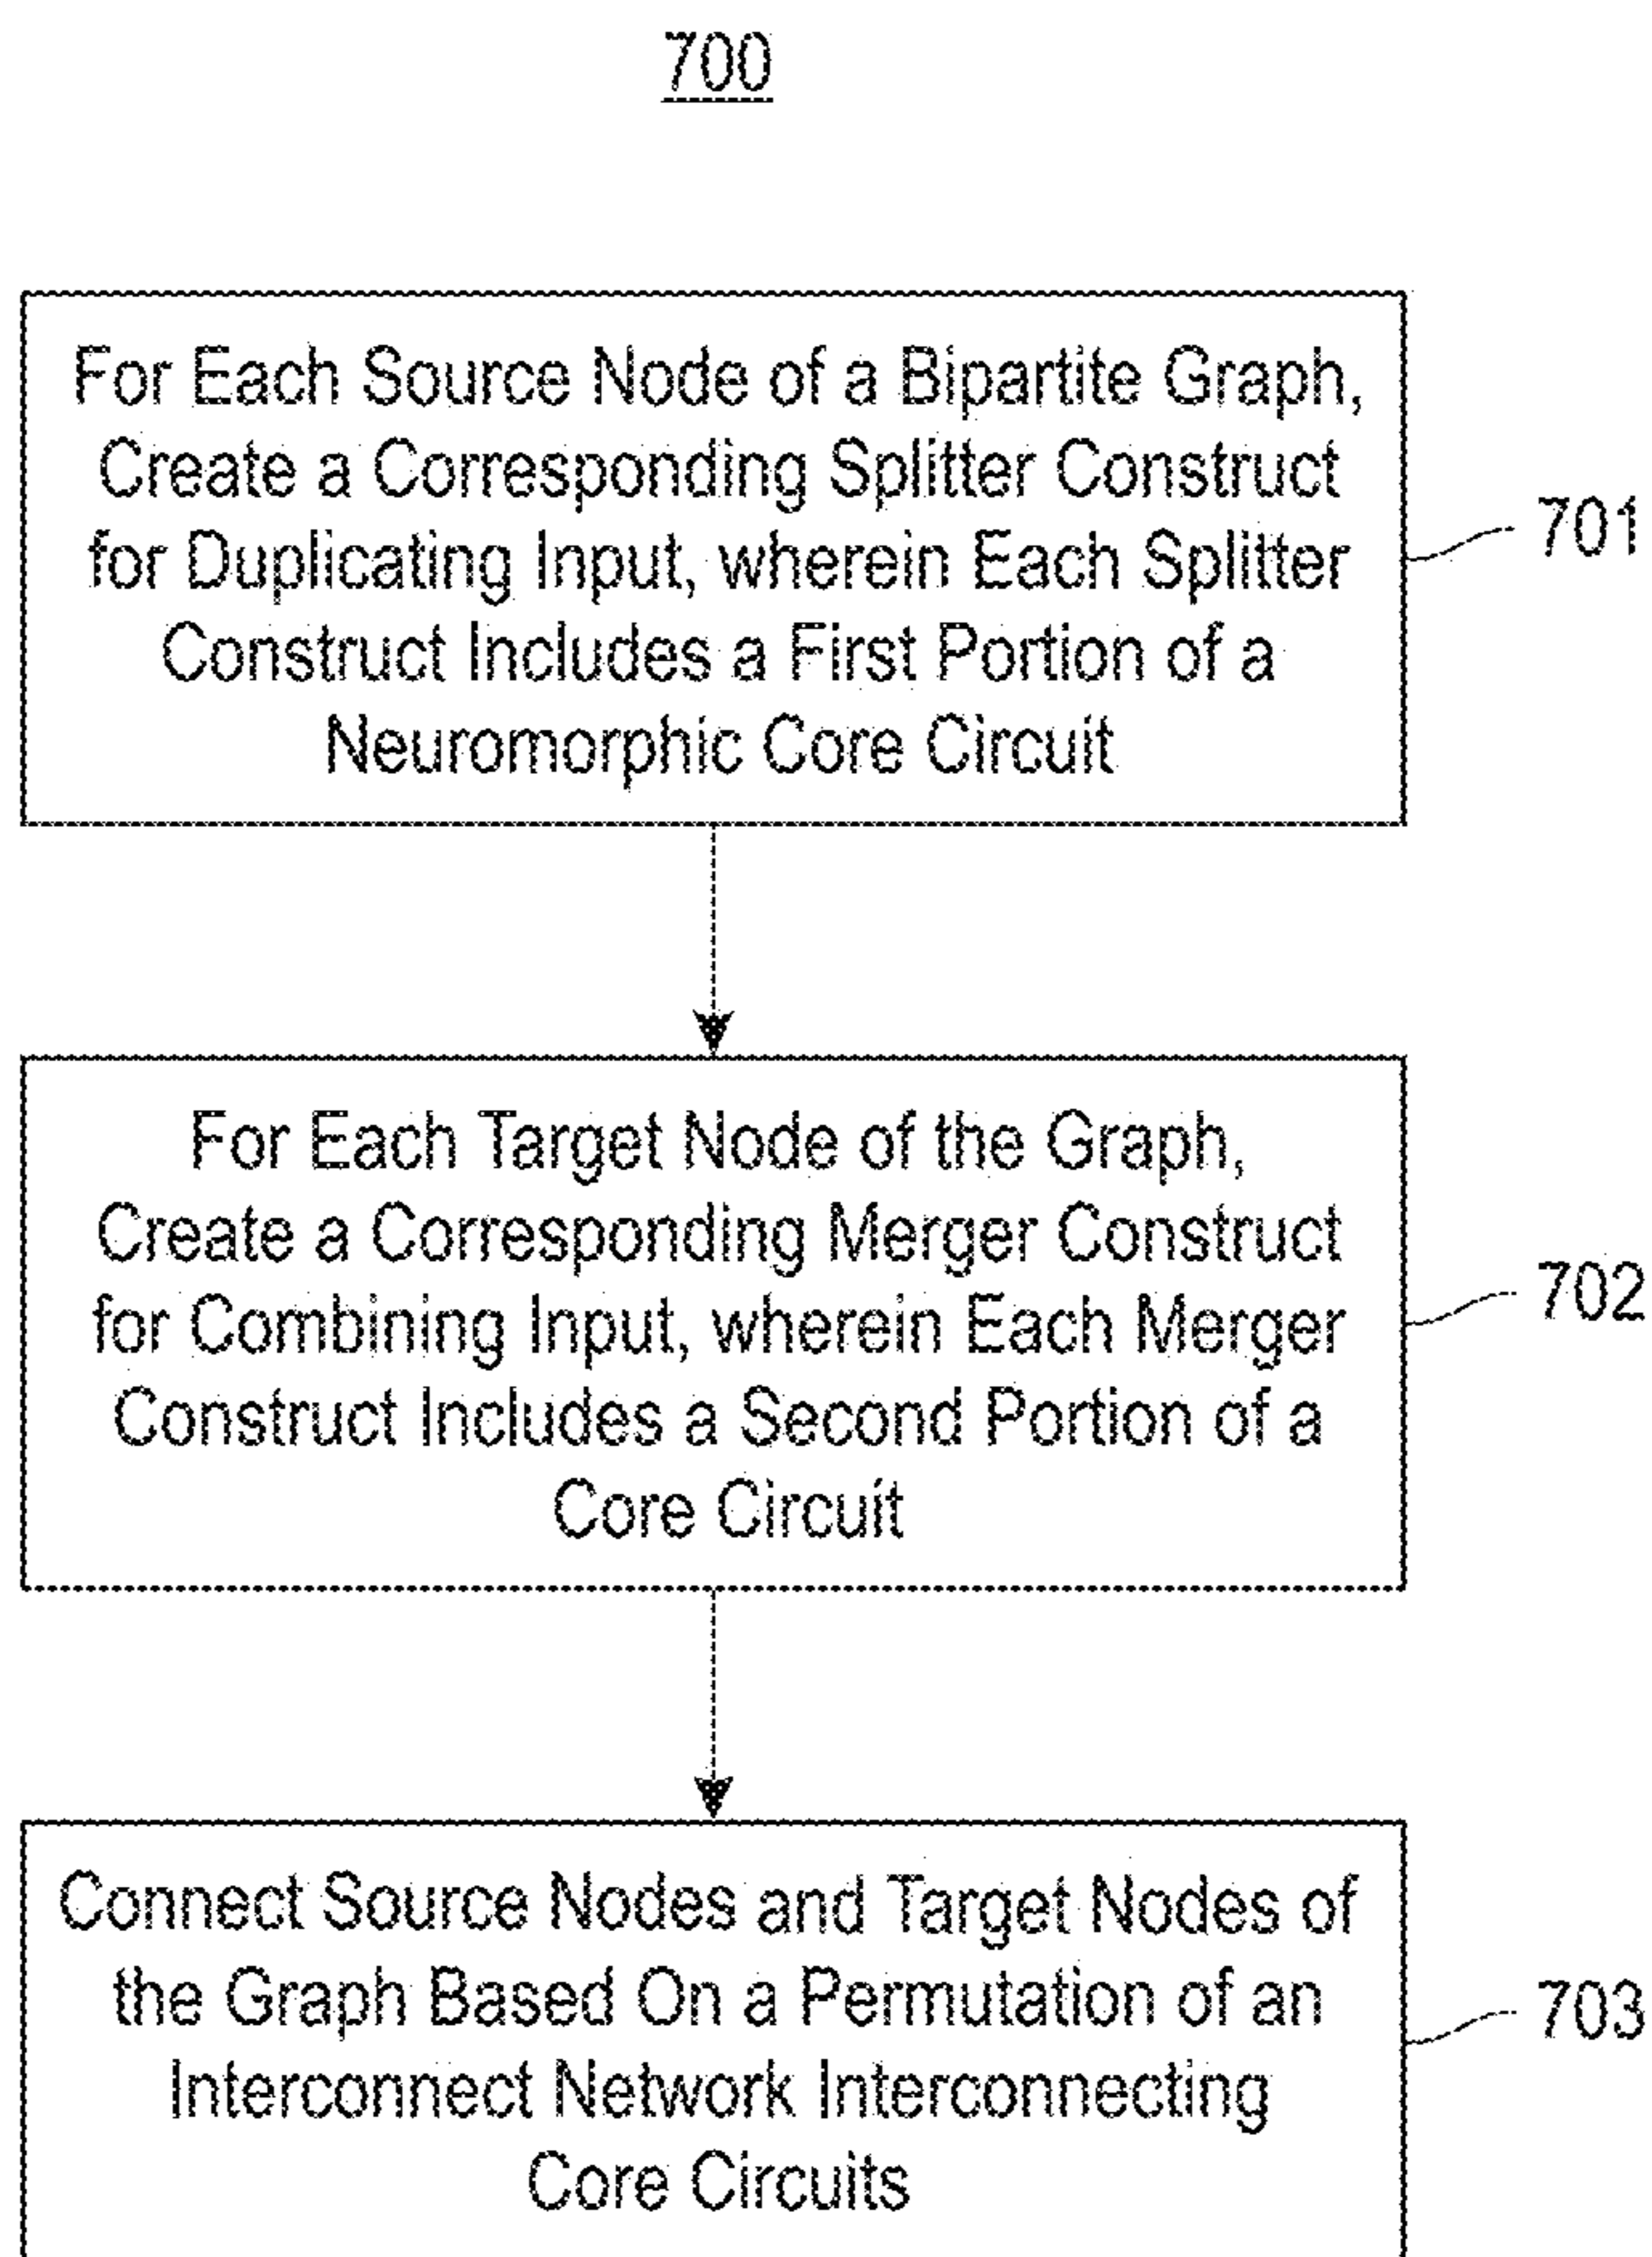 700
For Each Source Node of a Bipartite Graph,
Create a Corresponding Splitter Construct
for Duplicating Input, wherein Each Splitter
Construct Includes a First Portion of a
Neuromorphic Core Circuit
701
For Each Target Node of the Graph,
Create a Corresponding Merger Construct
for Combining Input, wherein Each Merger
Construct Includes a Second Portion of a
Core Circuit
702
Connect Source Nodes and Target Nodes of
the Graph Based On a Permutation of an
Interconnect Network Interconnecting
Core Circuits
703